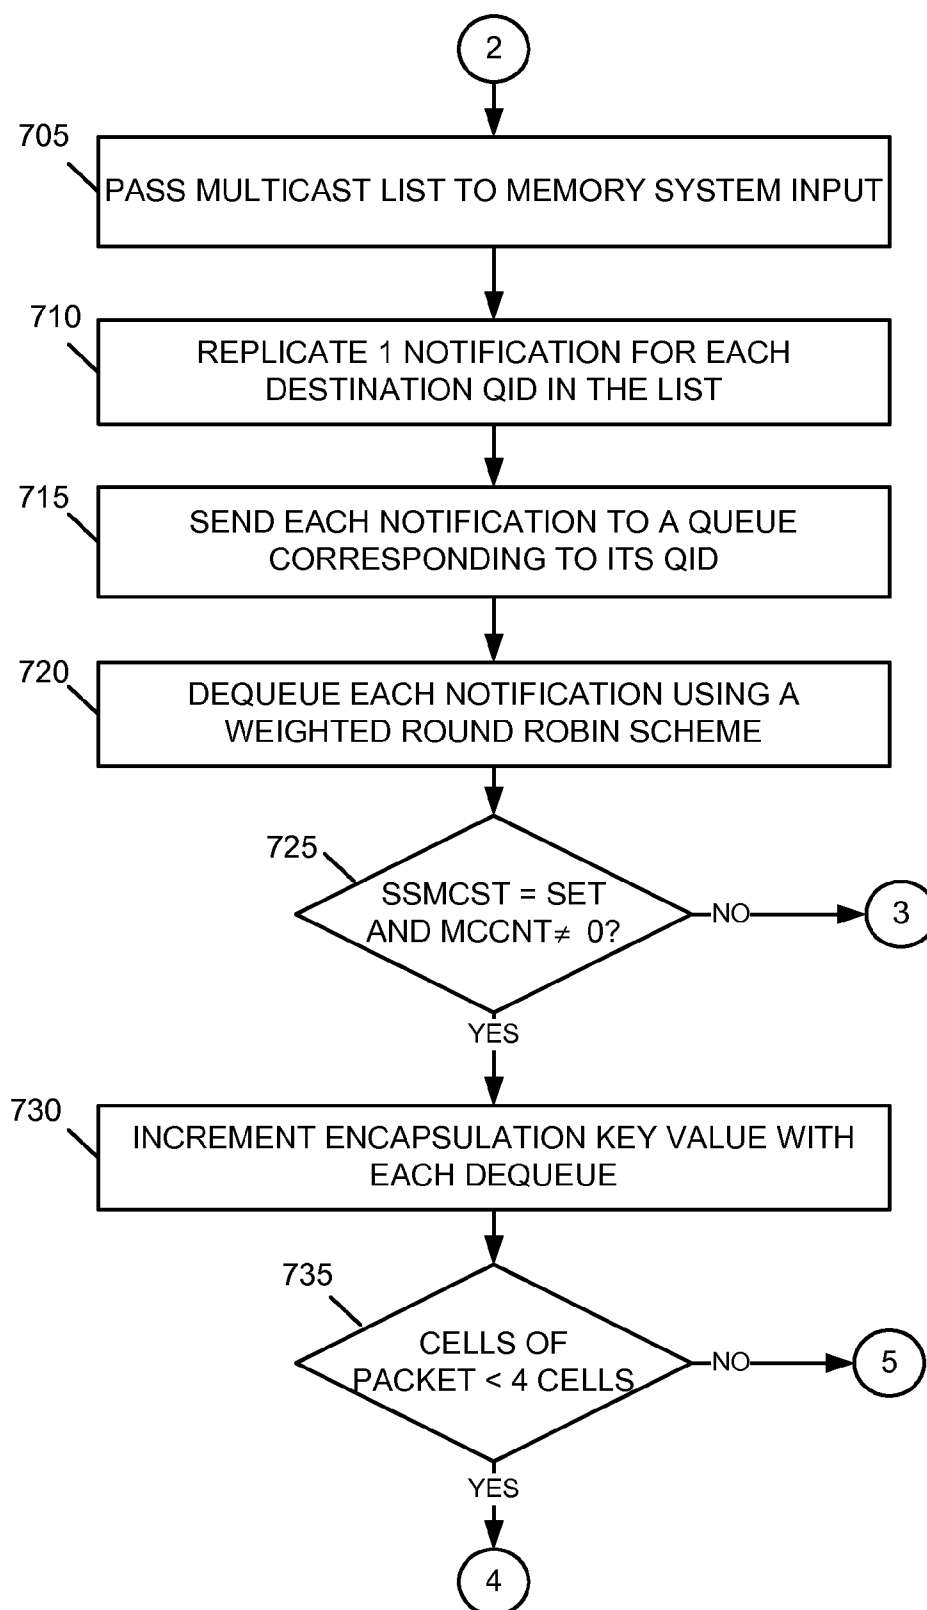 2
705
PASS MULTICAST LIST TO MEMORY SYSTEM INPUT
710
REPLICATE 1 NOTIFICATION FOR EACH
DESTINATION QID IN THE LIST
715
SEND EACH NOTIFICATION TO A QUEUE
CORRESPONDING TO ITS QID
720
DEQUEUE EACH NOTIFICATION USING A
WEIGHTED ROUND ROBIN SCHEME
725
SSMCST = SET
AND MCCNT ≠ 0?
NO
3
YES
730
INCREMENT ENCAPSULATION KEY VALUE WITH
EACH DEQUEUE
735
CELLS OF
PACKET < 4 CELLS
NO
5
YES
4